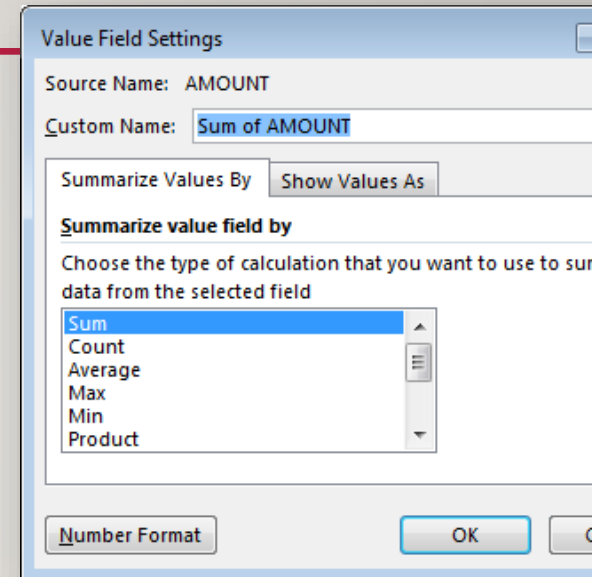 Value Field Settings
Source Name: AMOUNT
Custom Name: Sum of AMOUNT
Summarize Values By Show Values As
Summarize value field by
Choose the type of calculation that you want to use to
data from the selected field
Sum
Count
Average
Max
Min
Product
Number Format OK